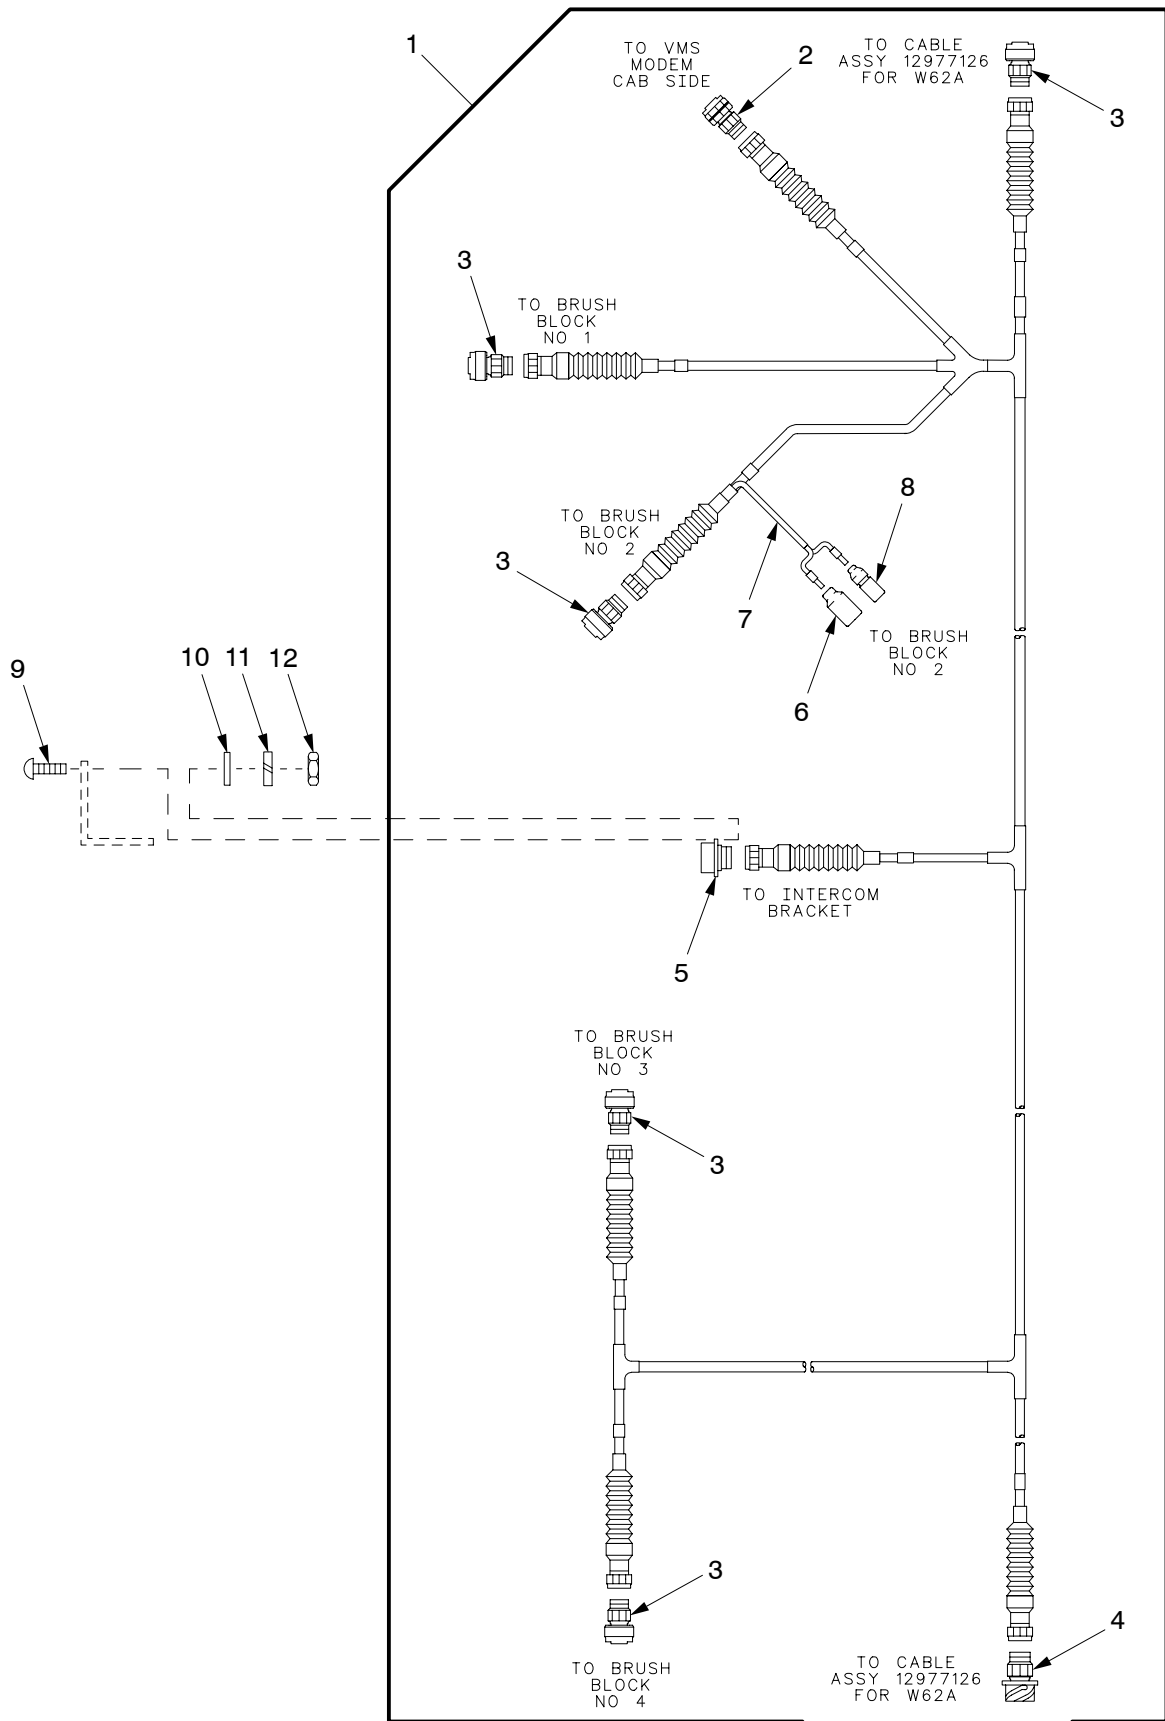 1
TO VMS
MODEM
CAB SIDE
2
TO CABLE
ASSY 12977126
FOR W62A
3
3
TO BRUSH
BLOCK
NO 1
TO BRUSH
BLOCK
NO 2
3
8
7
6
TO BRUSH
BLOCK
NO 2
9
10
11
12
5
TO INTERCOM
BRACKET
TO BRUSH
BLOCK
NO 3
3
3
TO BRUSH
BLOCK
NO 4
TO CABLE
ASSY 12977126
FOR W62A
4